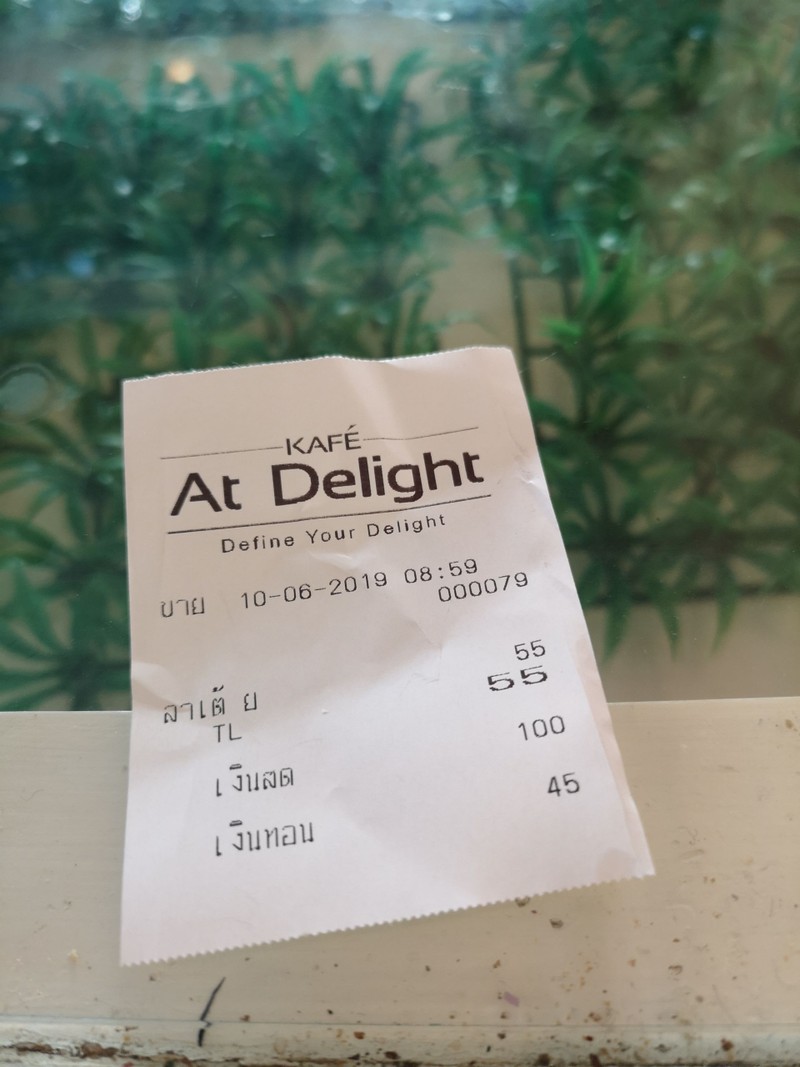 KAFÉ
At Delight
Define Your Delight
ขาย 10-06-2019 08:59
000079
ลาเต้ ย 55
TL 55
เงินสด 100
เงินทอน 45